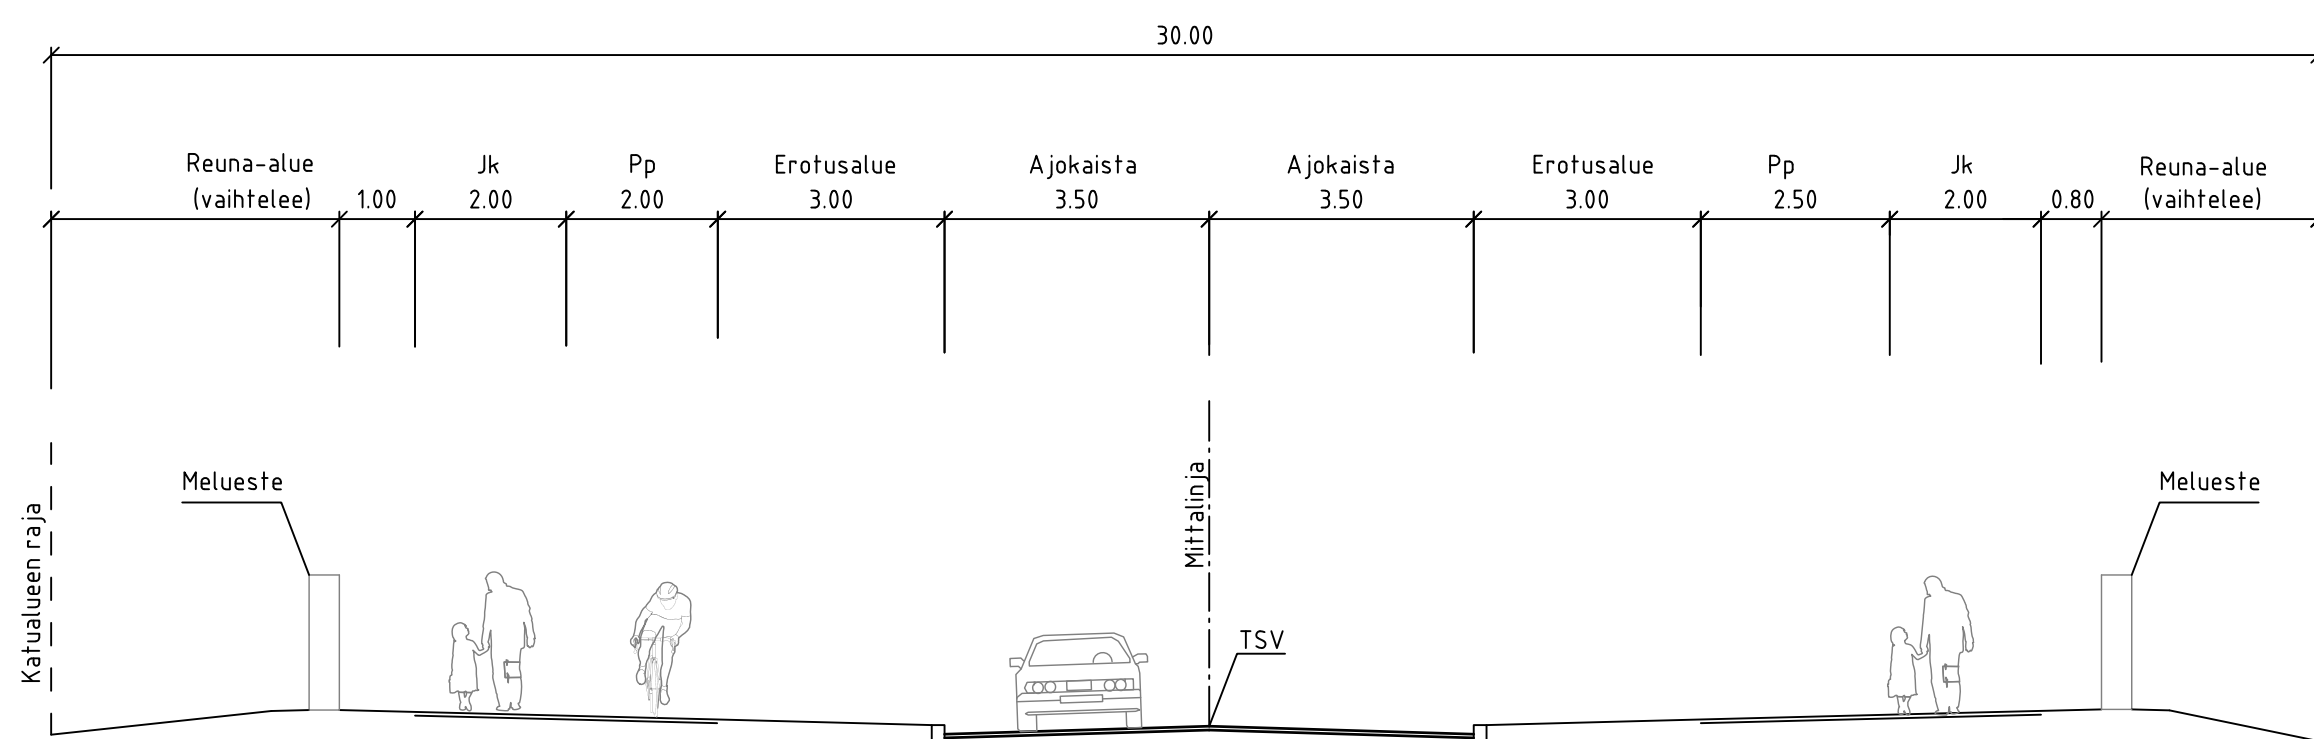 30.00
Reuna-alue Jk Pp Erotusalue Ajokaista Ajokaista Erotusalue Pp Jk Reuna-alue
(vaihtelee) 1.00 2.00 2.00 3.00 3.50 3.50 3.00 2.50 2.00 0.80 (vaihtelee)
Melueste
Melueste
Katualueen raja
Mittalinja
TSV